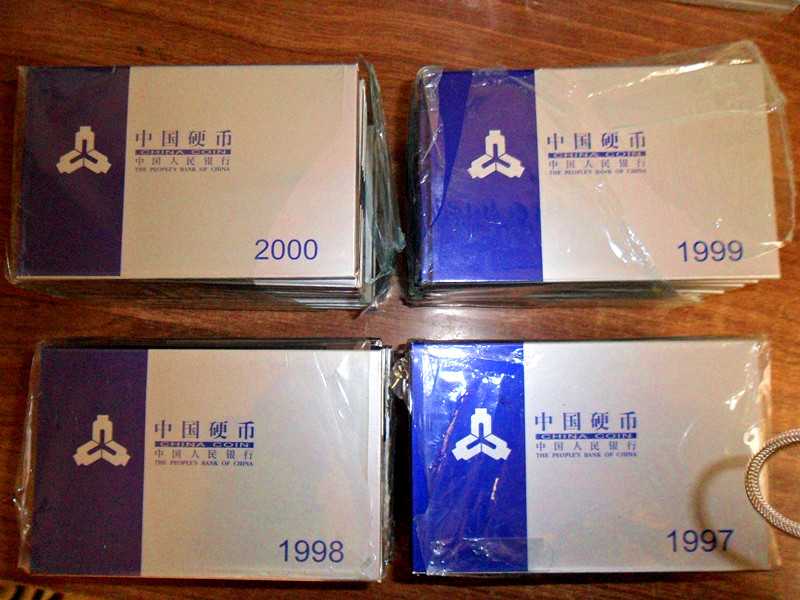 中国硬币
CHINA COIN
中国人民银行
THE PEOPLE'S BANK OF CHINA
2000
中国硬币
CHINA COIN
中国人民银行
THE PEOPLE'S BANK OF CHINA
1999
中国硬币
CHINA COIN
中国人民银行
THE PEOPLE'S BANK OF CHINA
1998
中国硬币
CHINA COIN
中国人民银行
THE PEOPLE'S BANK OF CHINA
1997